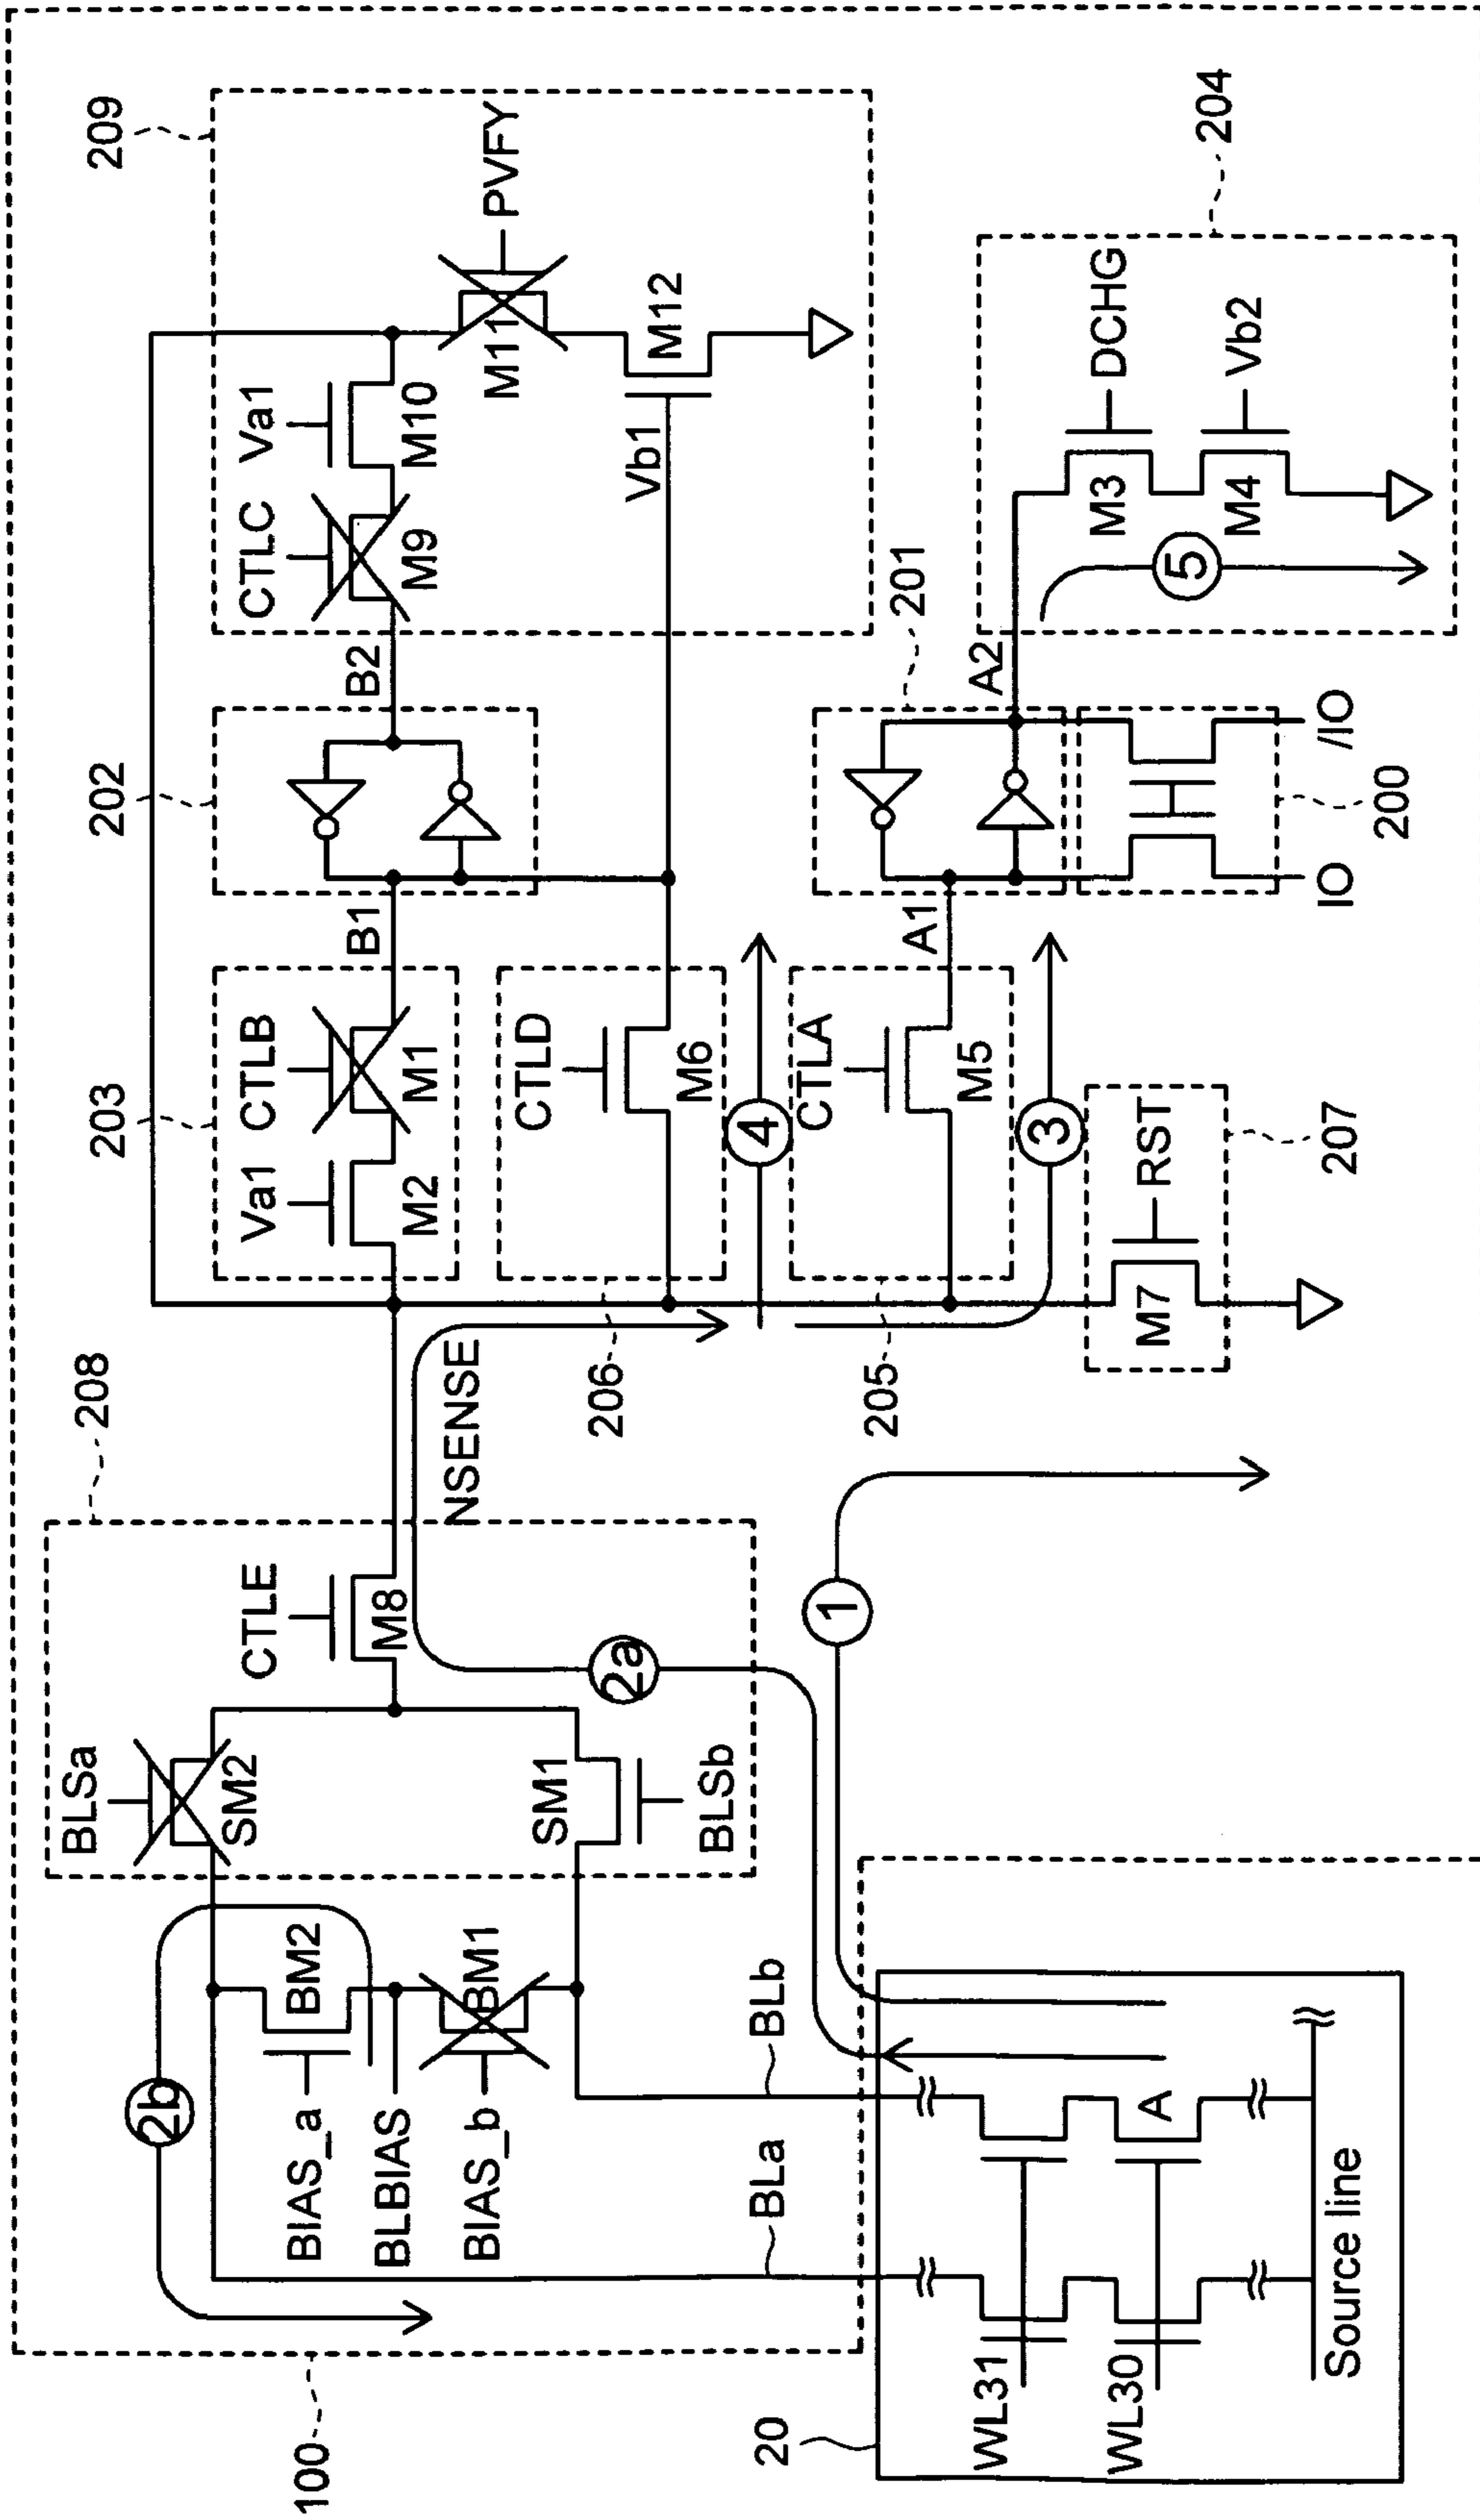 100
2b
BIAS_a
BLBIAS
BIAS_b
BM2
BM1
BLSa
SM2
SM1
BLSb
208
CTLE
M8
2a
NSENSE
203
Va1
CTLB
M2
M1
B1
202
B2
209
CTLC
Va1
M9
M10
M11
PVFY
M12
Vb1
206
CTLD
M6
4
205
CTLA
M5
A1
3
201
A2
204
DCHG
M3
Vb2
M4
5
M7
RST
207
IO
/IO
200
1
BLa
BLb
20
WL31
WL30
A
Source line